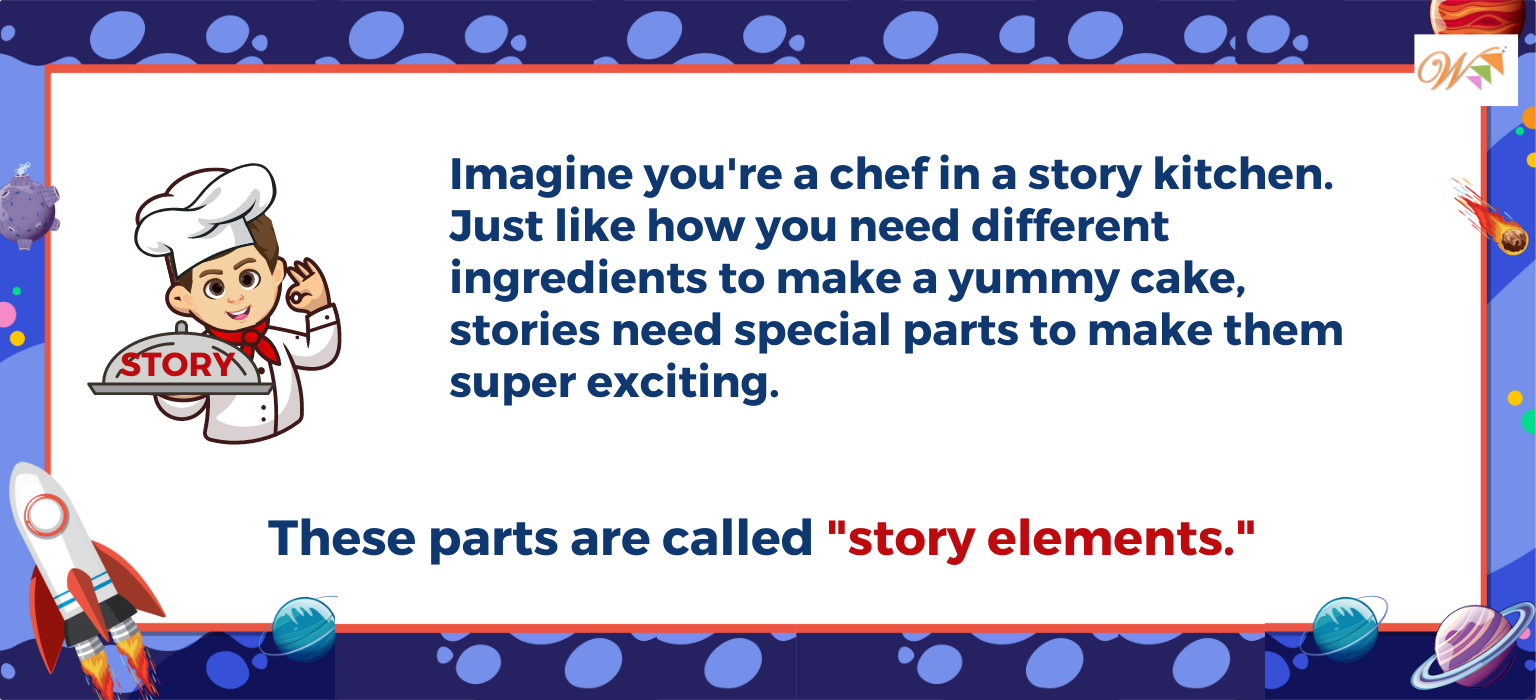 W
Imagine you're a chef in a story kitchen.
Just like how you need different
ingredients to make a yummy cake,
stories need special parts to make them
super exciting.
STORY
These parts are called "story elements."